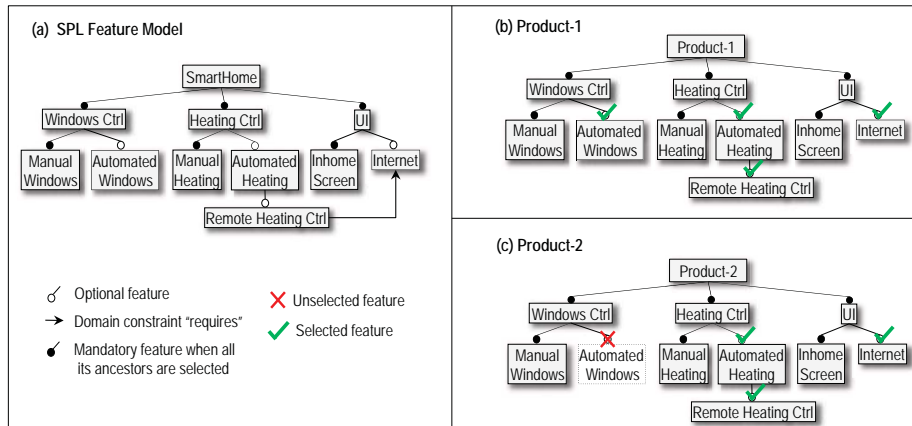 (a) SPL Feature Model
SmartHome
Windows Ctrl
Heating Ctrl
UI
Manual
Windows
Automated
Windows
Manual
Heating
Automated
Heating
Inhome
Screen
Internet
Remote Heating Ctrl
Optional feature
Domain constraint "requires"
Mandatory feature when all
its ancestors are selected
Unselected feature
Selected feature
(b) Product-1
Product-1
Windows Ctrl
Heating Ctrl
UI
Manual
Windows
Automated
Windows
Manual
Heating
Automated
Heating
Inhome
Screen
Internet
Remote Heating Ctrl
(c) Product-2
Product-2
Windows Ctrl
Heating Ctrl
UI
Manual
Windows
Automated
Windows
Manual
Heating
Automated
Heating
Inhome
Screen
Internet
Remote Heating Ctrl